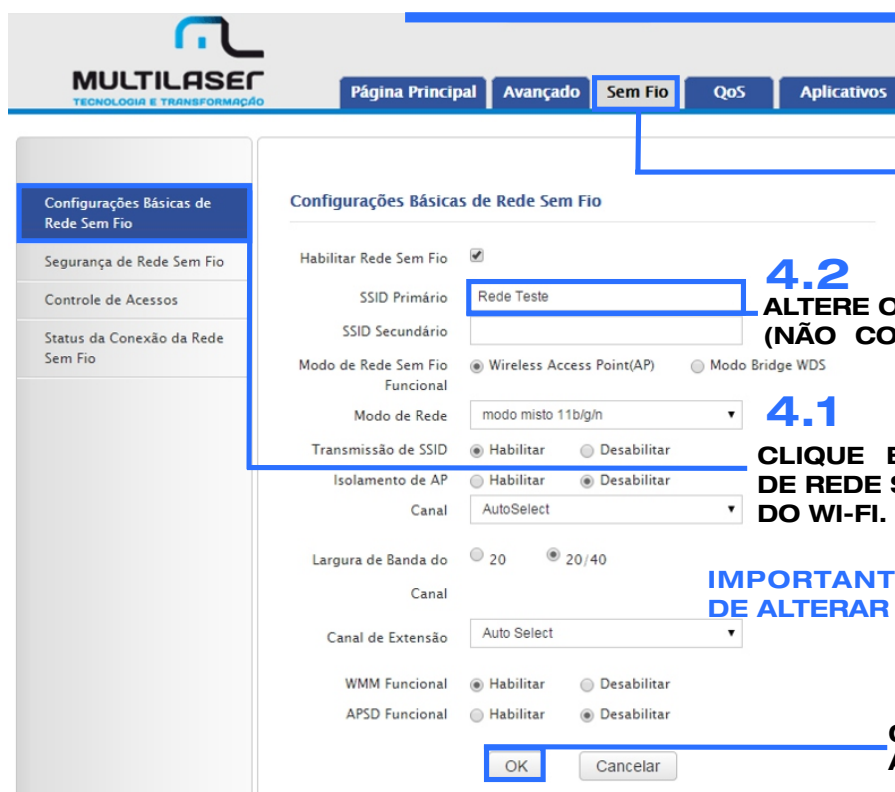 MULTILASER
TECNOLOGIA E TRANSFORMAÇÃO
Página Principal
Avançado
Sem Fio
QoS
Aplicativos
Configurações Básicas de
Rede Sem Fio
Segurança de Rede Sem Fio
Controle de Acessos
Status da Conexão da Rede
Sem Fio
Configurações Básicas de Rede Sem Fio
Habilitar Rede Sem Fio
SSID Primário
Rede Teste
4.2
ALTERE O
(NÃO CO
SSID Secundário
Modo de Rede Sem Fio
Funcional
Wireless Access Point(AP)
Modo Bridge WDS
Modo de Rede
modo misto 11b/g/n
4.1
CLIQUE E
DE REDE S
DO WI-FI.
Transmissão de SSID
Habilitar
Desabilitar
Isolamento de AP
Habilitar
Desabilitar
Canal
AutoSelect
Largura de Banda do
Canal
20
20/40
IMPORTANT
DE ALTERAR
Canal de Extensão
Auto Select
WMM Funcional
Habilitar
Desabilitar
APSD Funcional
Habilitar
Desabilitar
OK
Cancelar